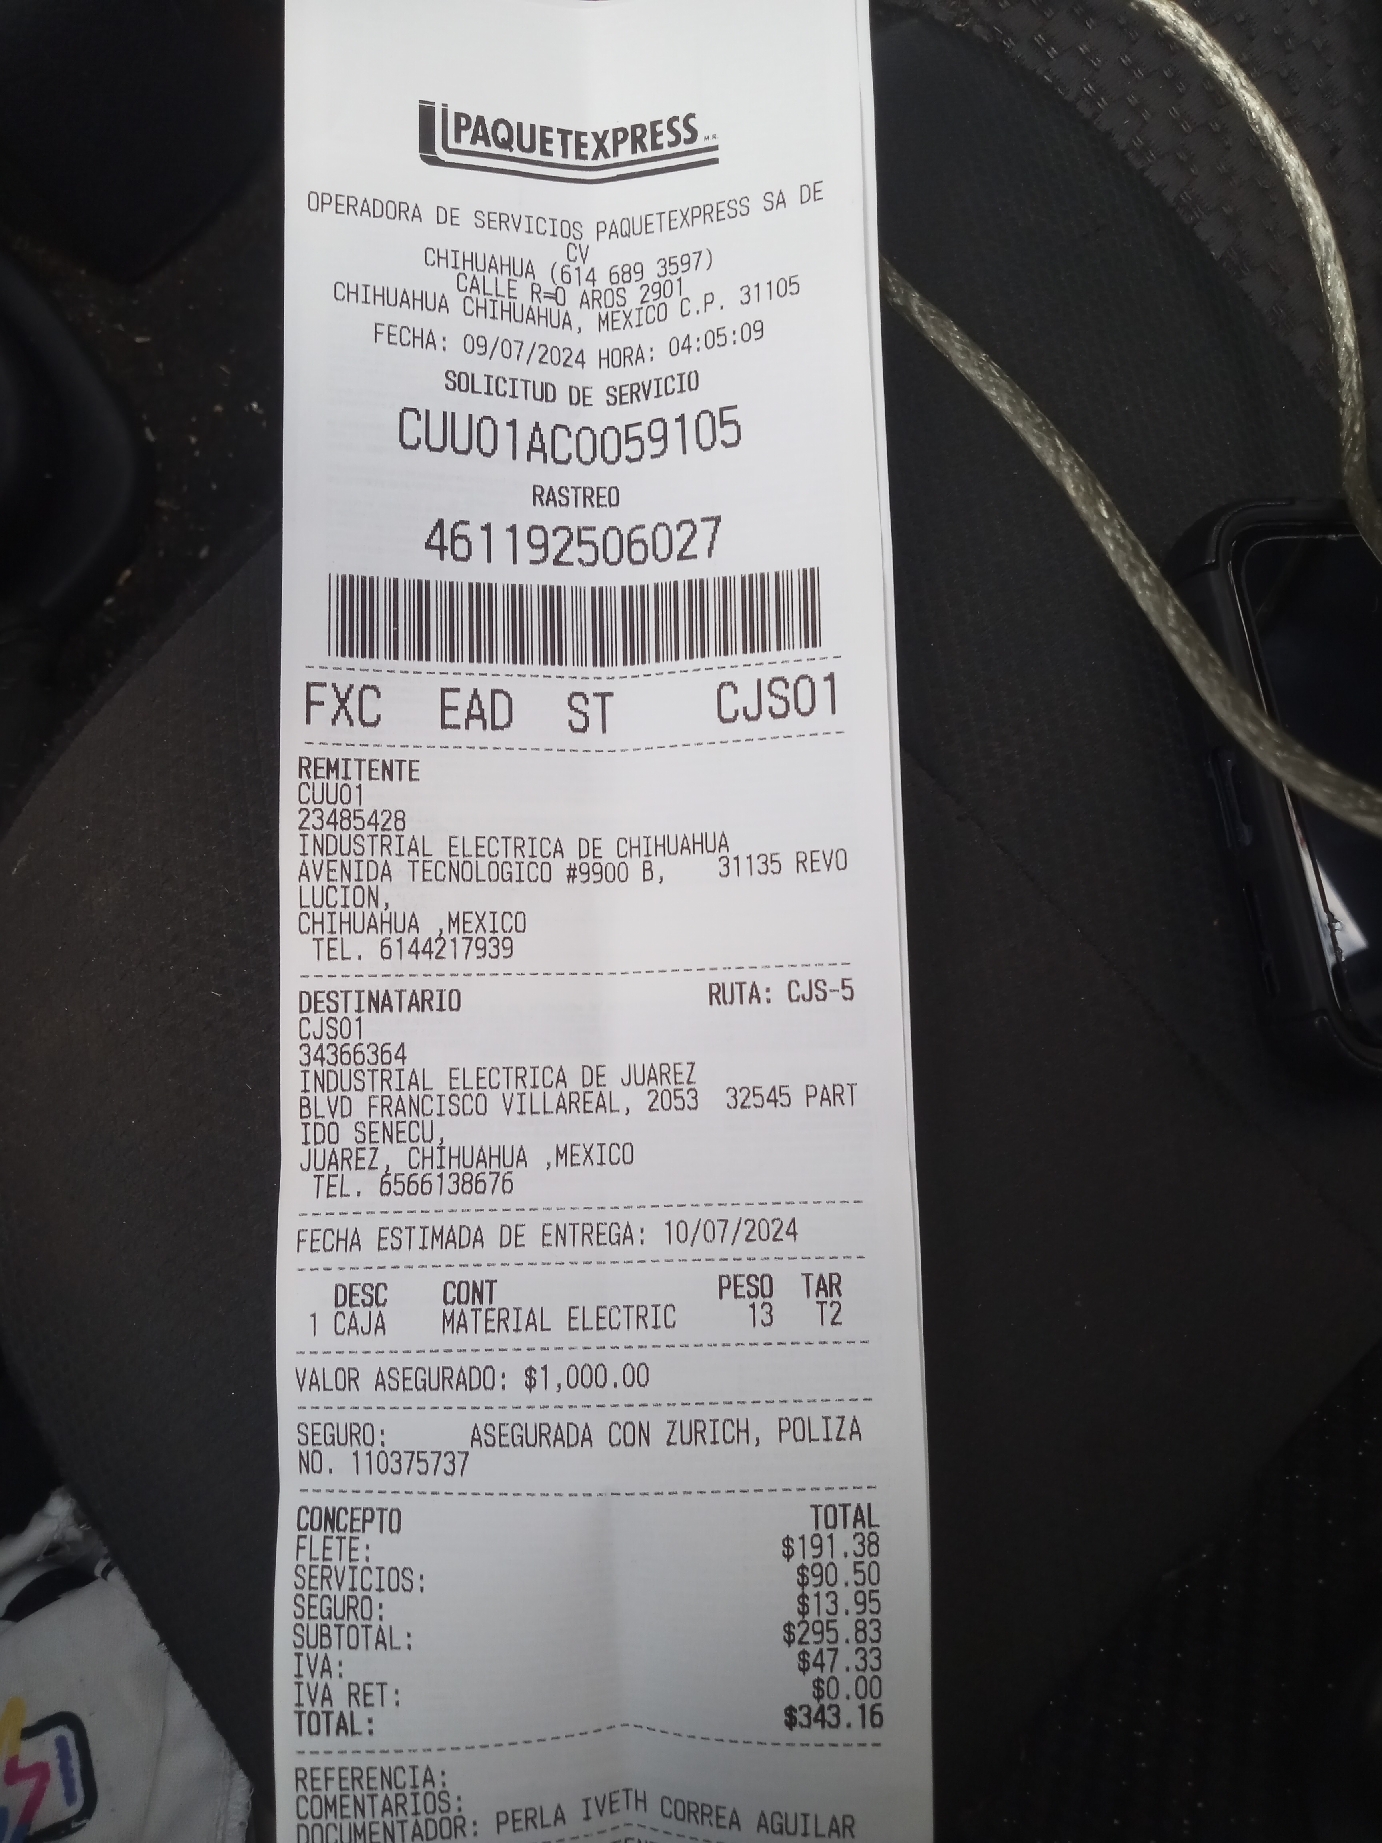 PAQUETEXPRESS M.R.
OPERADORA DE SERVICIOS PAQUETEXPRESS SA DE
CV
CHIHUAHUA (614 689 3597)
CALLE R=O AROS 2901
CHIHUAHUA CHIHUAHUA, MEXICO C.P. 31105
FECHA: 09/07/2024 HORA: 04:05:09
SOLICITUD DE SERVICIO
CUU01AC0059105
RASTREO
461192506027
FXC EAD ST CJS01
REMITENTE
CUU01
23485428
INDUSTRIAL ELECTRICA DE CHIHUAHUA
AVENIDA TECNOLOGICO #9900 B, 31135 REVO
LUCION,
CHIHUAHUA ,MEXICO
TEL. 6144217939
DESTINATARIO RUTA: CJS-5
CJS01
34366364
INDUSTRIAL ELECTRICA DE JUAREZ
BLVD FRANCISCO VILLAREAL, 2053 32545 PART
IDO SENECU,
JUAREZ, CHIHUAHUA ,MEXICO
TEL. 6566138676
FECHA ESTIMADA DE ENTREGA: 10/07/2024
DESC CONT PESO TAR
1 CAJA MATERIAL ELECTRIC 13 T2
VALOR ASEGURADO: $1,000.00
SEGURO: ASEGURADA CON ZURICH, POLIZA
NO. 110375737
CONCEPTO TOTAL
FLETE: $191.38
SERVICIOS: $90.50
SEGURO: $13.95
SUBTOTAL: $295.83
IVA: $47.33
IVA RET: $0.00
TOTAL: $343.16
REFERENCIA:
COMENTARIOS:
DOCUMENTADOR: PERLA IVETH CORREA AGUILAR